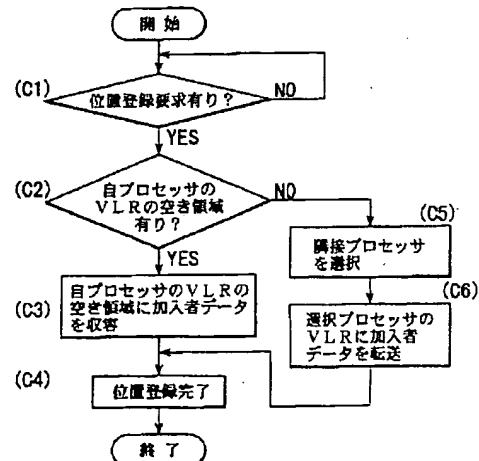 開始
(C1)
位置登録要求有り?
NO
YES
(C2)
自プロセッサの
VLRの空き領域
有り?
NO
YES
(C5)
隣接プロセッサ
を選択
(C3)
自プロセッサのVLRの
空き領域に加入者データ
を収容
(C6)
選択プロセッサの
VLRに加入者
データを転送
(C4)
位置登録完了
終了